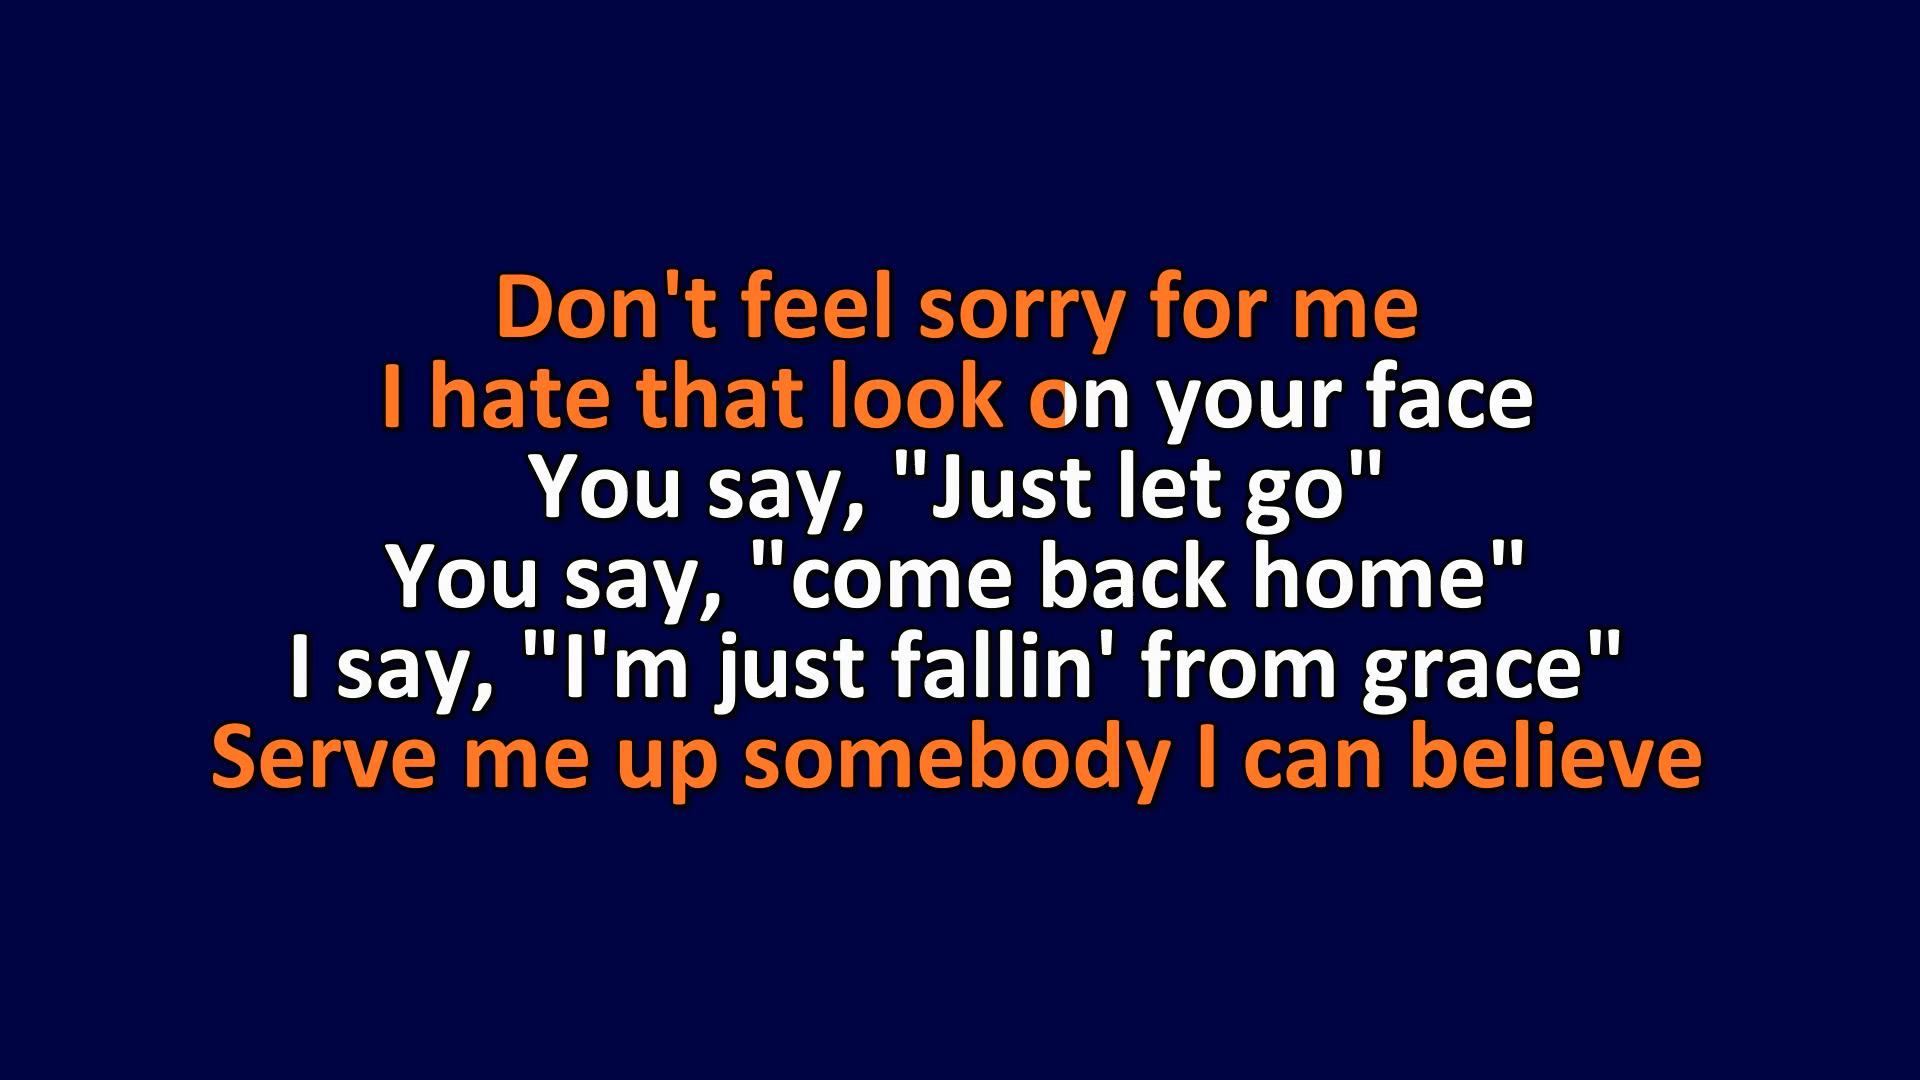 Don't feel sorry for me
I hate that look on your face
You say, "Just let go"
You say, "come back home"
I say, "I'm just fallin' from grace"
Serve me up somebody I can believe